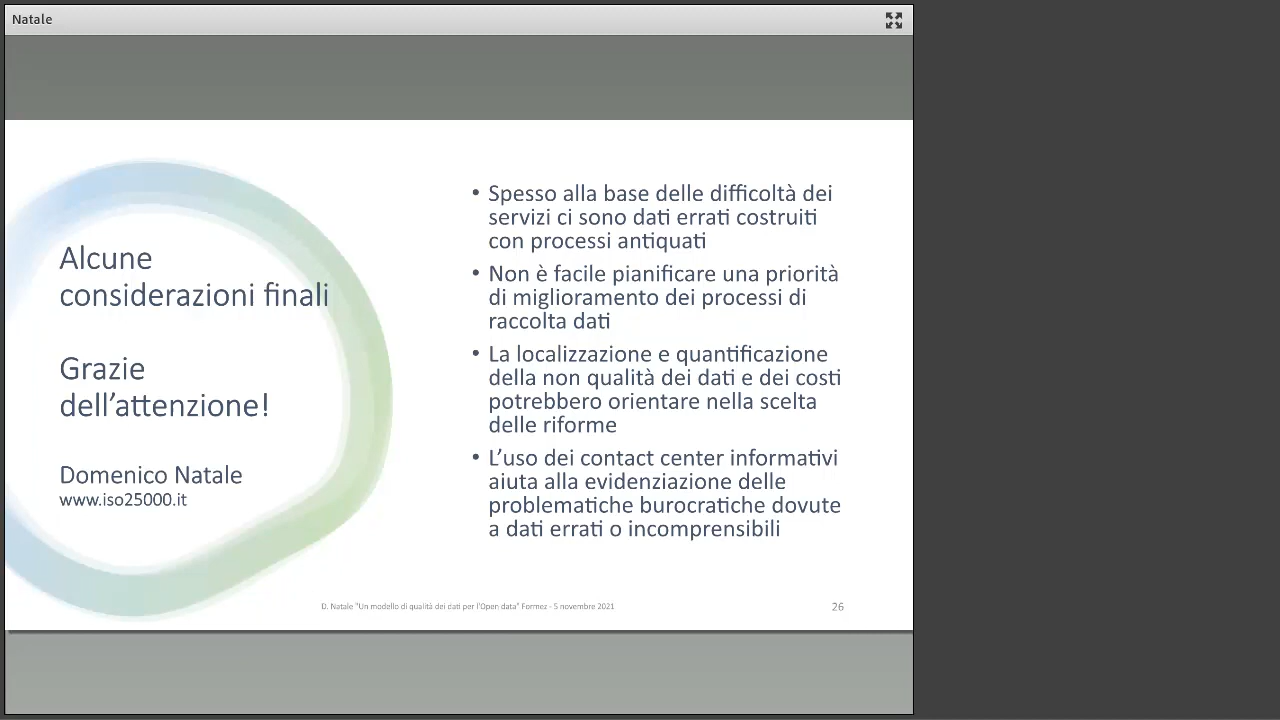 Natale
Alcune
considerazioni finali
Grazie
dell’attenzione!
Domenico Natale
www.iso25000.it
• Spesso alla base delle difficoltà dei
servizi ci sono dati errati costruiti
con processi antiquati
• Non è facile pianificare una priorità
di miglioramento dei processi di
raccolta dati
• La localizzazione e quantificazione
della non qualità dei dati e dei costi
potrebbero orientare nella scelta
delle riforme
• L’uso dei contact center informativi
aiuta alla evidenziazione delle
problematiche burocratiche dovute
a dati errati o incomprensibili
D. Natale "Un modello di qualità dei dati per l'Open data" Formez - 5 novembre 2021
26